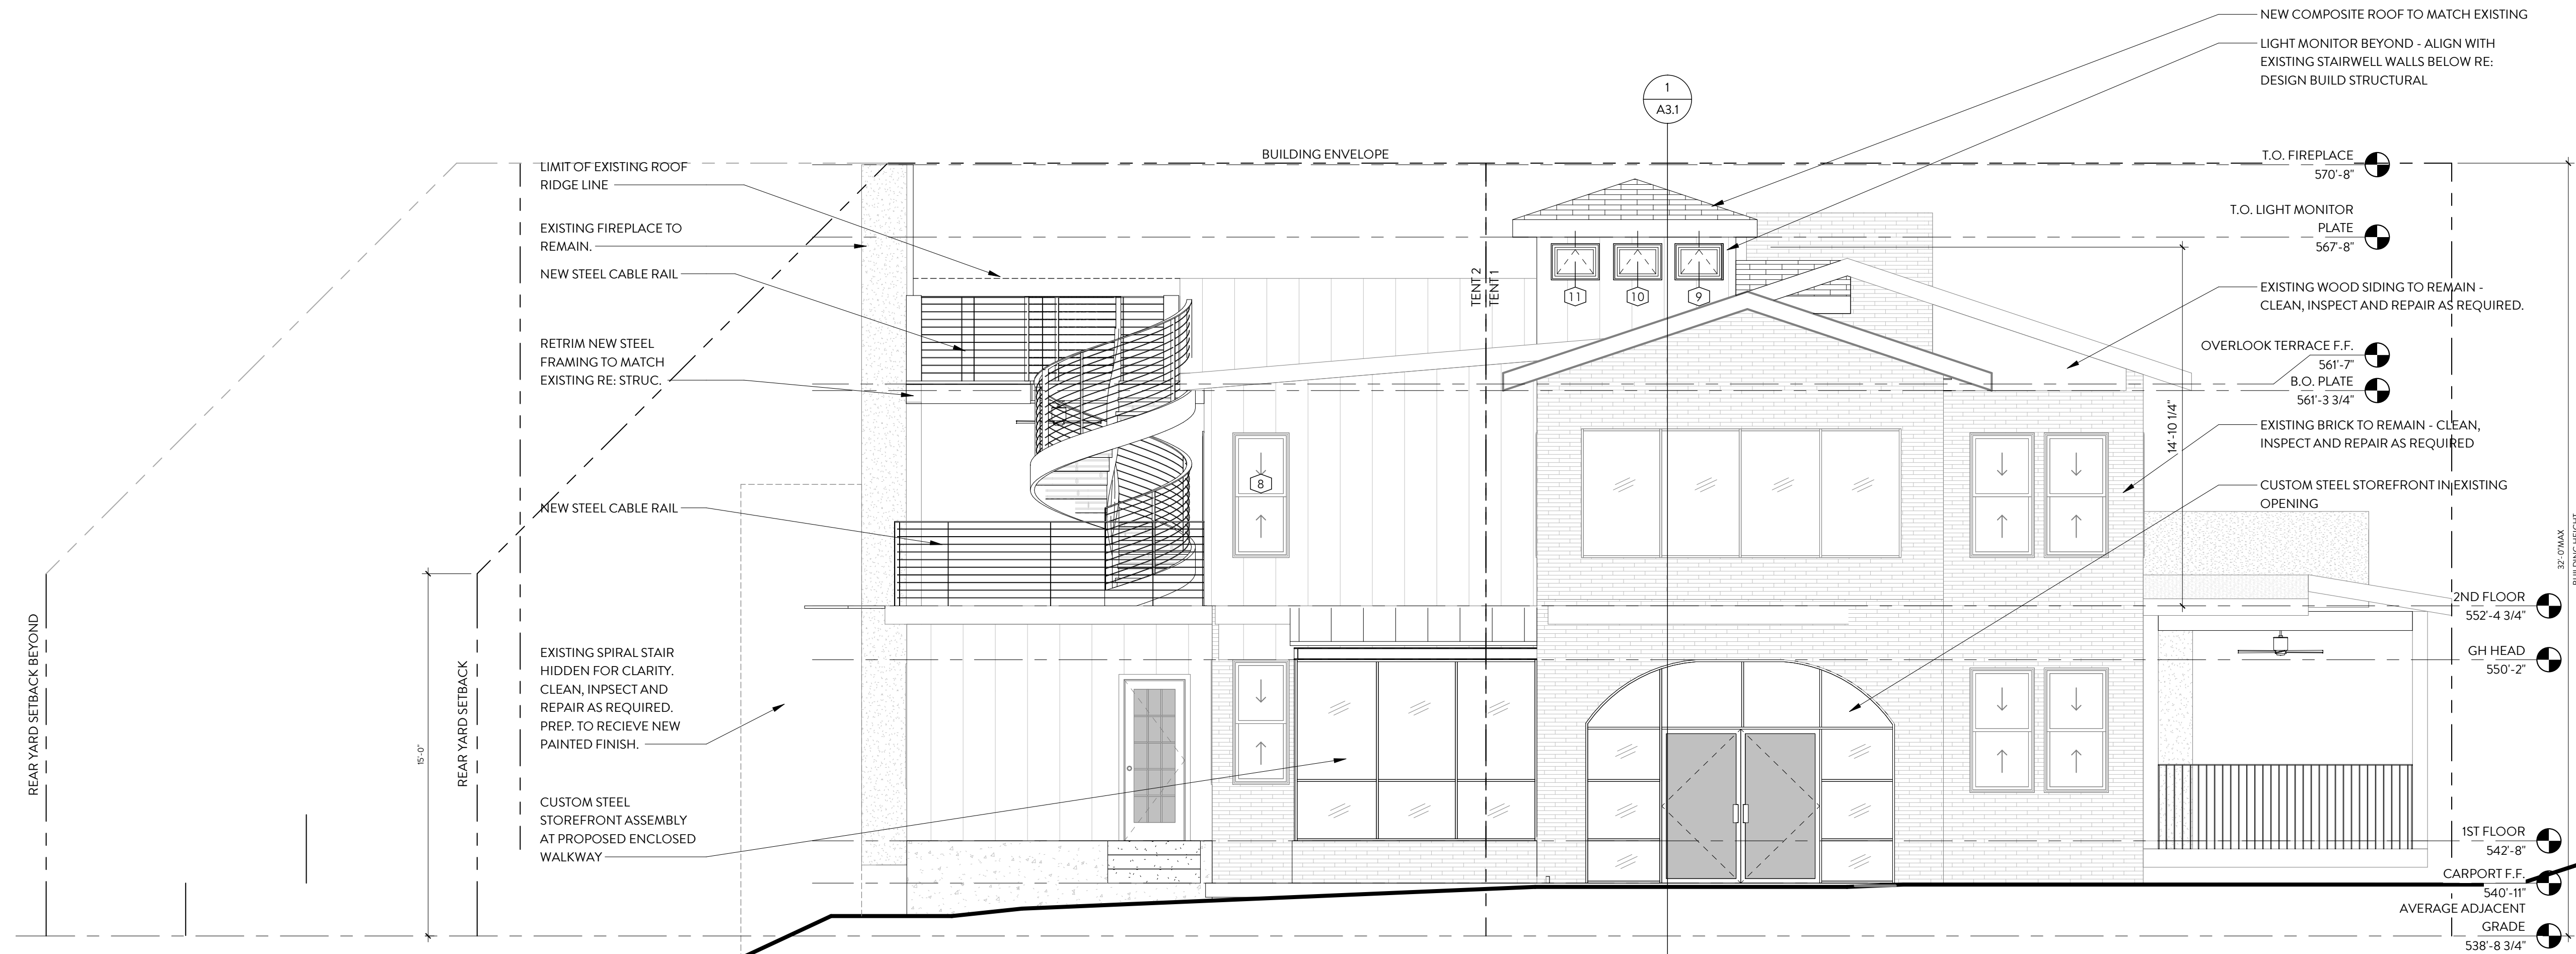 NEW COMPOSITE ROOF TO MATCH EXISTING
LIGHT MONITOR BEYOND - ALIGN WITH
EXISTING STAIRWELL WALLS BELOW RE:
DESIGN BUILD STRUCTURAL
1
A3.1
BUILDING ENVELOPE
LIMIT OF EXISTING ROOF
RIDGE LINE
EXISTING FIREPLACE TO
REMAIN.
NEW STEEL CABLE RAIL
RETRIM NEW STEEL
FRAMING TO MATCH
EXISTING RE: STRUC.
NEW STEEL CABLE RAIL
EXISTING SPIRAL STAIR
HIDDEN FOR CLARITY.
CLEAN, INPSECT AND
REPAIR AS REQUIRED.
PREP. TO RECIEVE NEW
PAINTED FINISH.
CUSTOM STEEL
STOREFRONT ASSEMBLY
AT PROPOSED ENCLOSED
WALKWAY
REAR YARD SETBACK BEYOND
15'-0"
REAR YARD SETBACK
TENT 2
TENT 1
11
10
9
8
T.O. FIREPLACE
570'-8"
T.O. LIGHT MONITOR
PLATE
567'-8"
EXISTING WOOD SIDING TO REMAIN -
CLEAN, INSPECT AND REPAIR AS REQUIRED.
OVERLOOK TERRACE F.F.
561'-7"
B.O. PLATE
561'-3 3/4"
14'-10 1/4"
EXISTING BRICK TO REMAIN - CLEAN,
INSPECT AND REPAIR AS REQUIRED
CUSTOM STEEL STOREFRONT IN EXISTING
OPENING
32'-0"MAX
BUILDING HEIGHT
2ND FLOOR
552'-4 3/4"
GH HEAD
550'-2"
1ST FLOOR
542'-8"
CARPORT F.F.
540'-11"
AVERAGE ADJACENT
GRADE
538'-8 3/4"